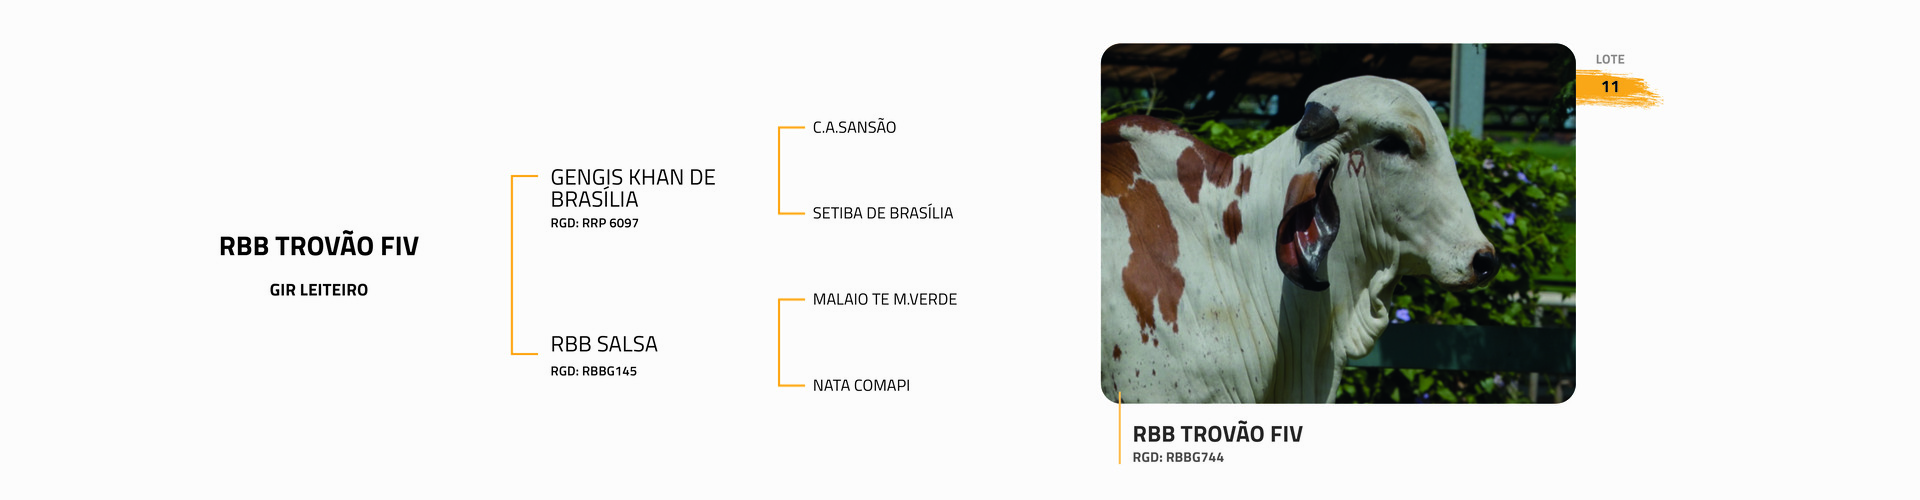 RBB TROVÃO FIV
GIR LEITEIRO
GENGIS KHAN DE
BRASÍLIA
RGD: RRP 6097
RBB SALSA
RGD: RBBG145
C.A.SANSÃO
SETIBA DE BRASÍLIA
MALAIO TE M.VERDE
NATA COMAPI
LOTE
11
RBB TROVÃO FIV
RGD: RBBG744